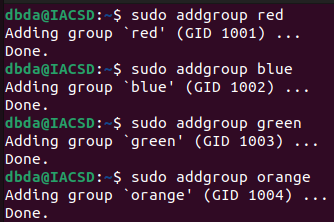 dbda@IACSD:~$ sudo addgroup red
Adding group `red' (GID 1001) ...
Done.
dbda@IACSD:~$ sudo addgroup blue
Adding group `blue' (GID 1002) ...
Done.
dbda@IACSD:~$ sudo addgroup green
Adding group `green' (GID 1003) ...
Done.
dbda@IACSD:~$ sudo addgroup orange
Adding group `orange' (GID 1004) ...
Done.